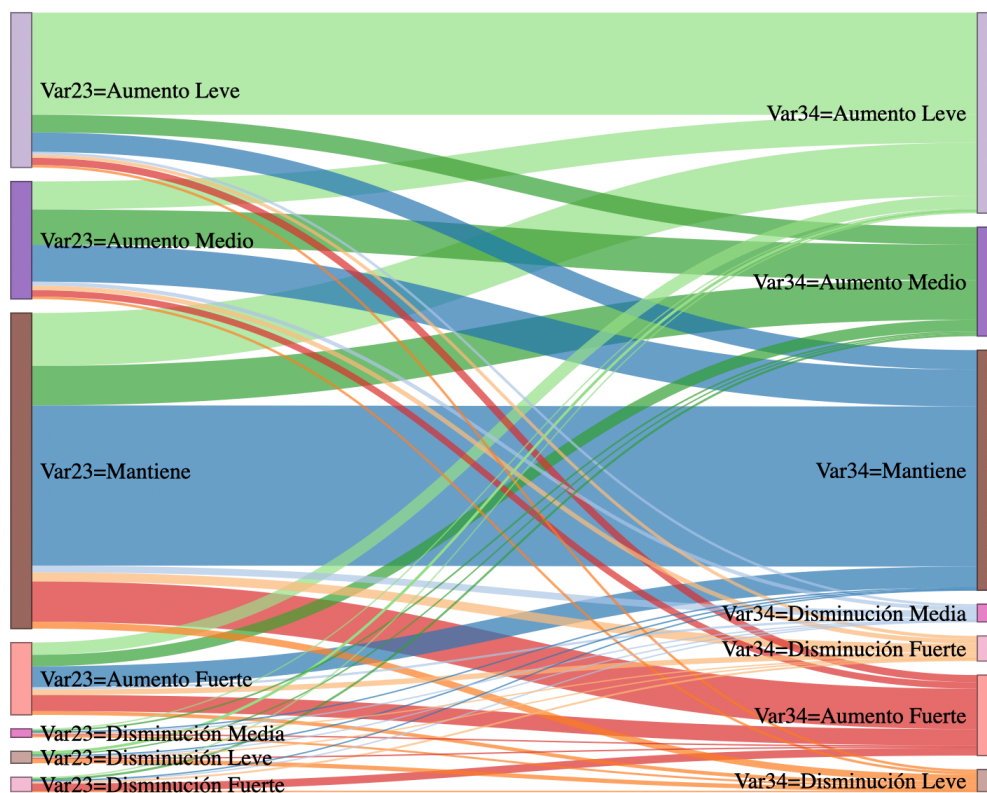 Var23=Aumento Leve
Var23=Aumento Medio
Var23=Mantiene
Var23=Aumento Fuerte
Var23=Disminución Media
Var23=Disminución Leve
Var23=Disminución Fuerte
Var34=Aumento Leve
Var34=Aumento Medio
Var34=Mantiene
Var34=Disminución Media
Var34=Disminución Fuerte
Var34=Aumento Fuerte
Var34=Disminución Leve